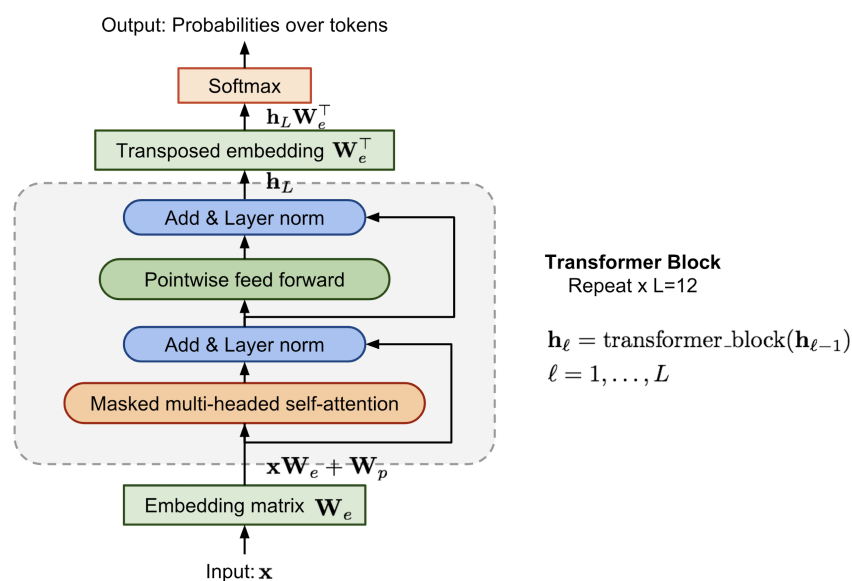 Output: Probabilities over tokens
Softmax
𝐡_L 𝐖_e^⊤
Transposed embedding 𝐖_e^⊤
𝐡_L
Add & Layer norm
Pointwise feed forward
Add & Layer norm
Masked multi-headed self-attention
𝐱𝐖_e + 𝐖_p
Embedding matrix 𝐖_e
Input: 𝐱
Transformer Block
Repeat x L=12
𝐡_ℓ = transformer_block(𝐡_{ℓ−1})
ℓ = 1, . . . , L